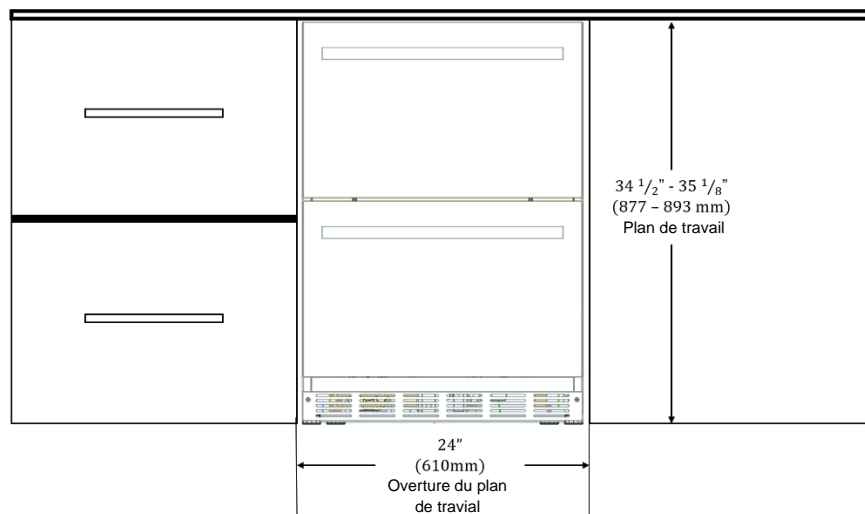 34 1/2” - 35 1/8”
(877 – 893 mm)
Plan de travail
24”
(610mm)
Overture du plan
de travial